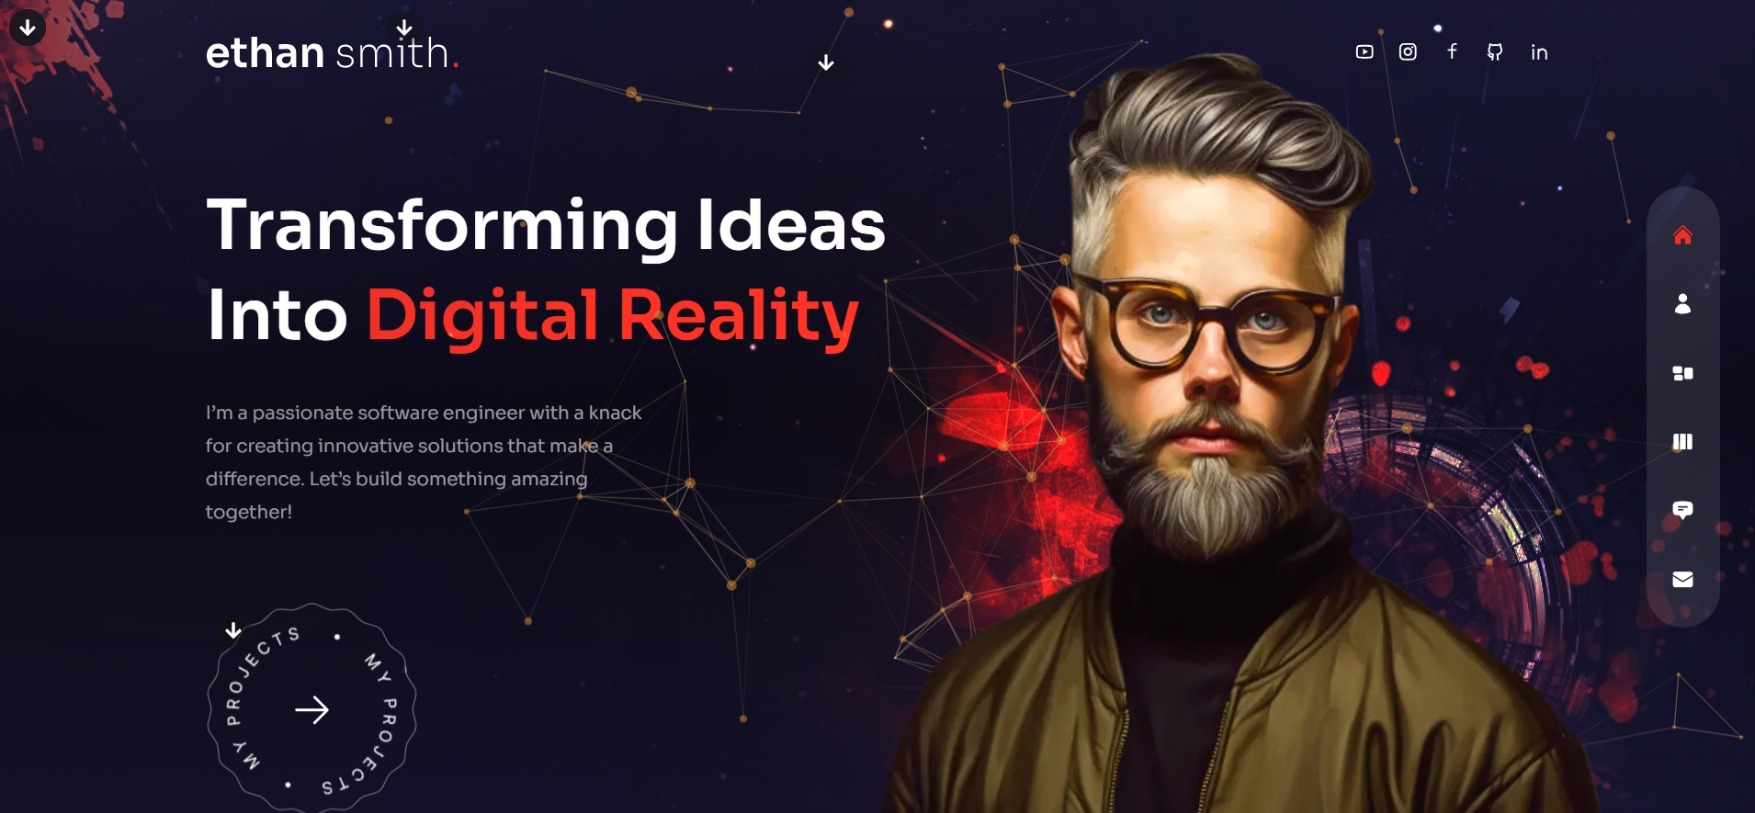 ethan smith.
Transforming Ideas
Into Digital Reality
I’m a passionate software engineer with a knack
for creating innovative solutions that make a
difference. Let’s build something amazing
together!
MY PROJECTS • MY PROJECTS •